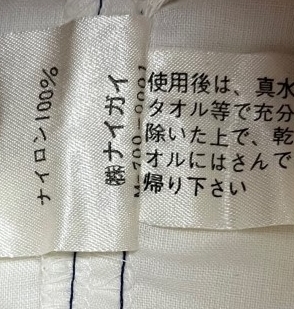 ナイロン100%
㈱ナイガイ
使用後は、真水
タオル等で充分
除いた上で、乾
オルにはさんで
帰り下さい